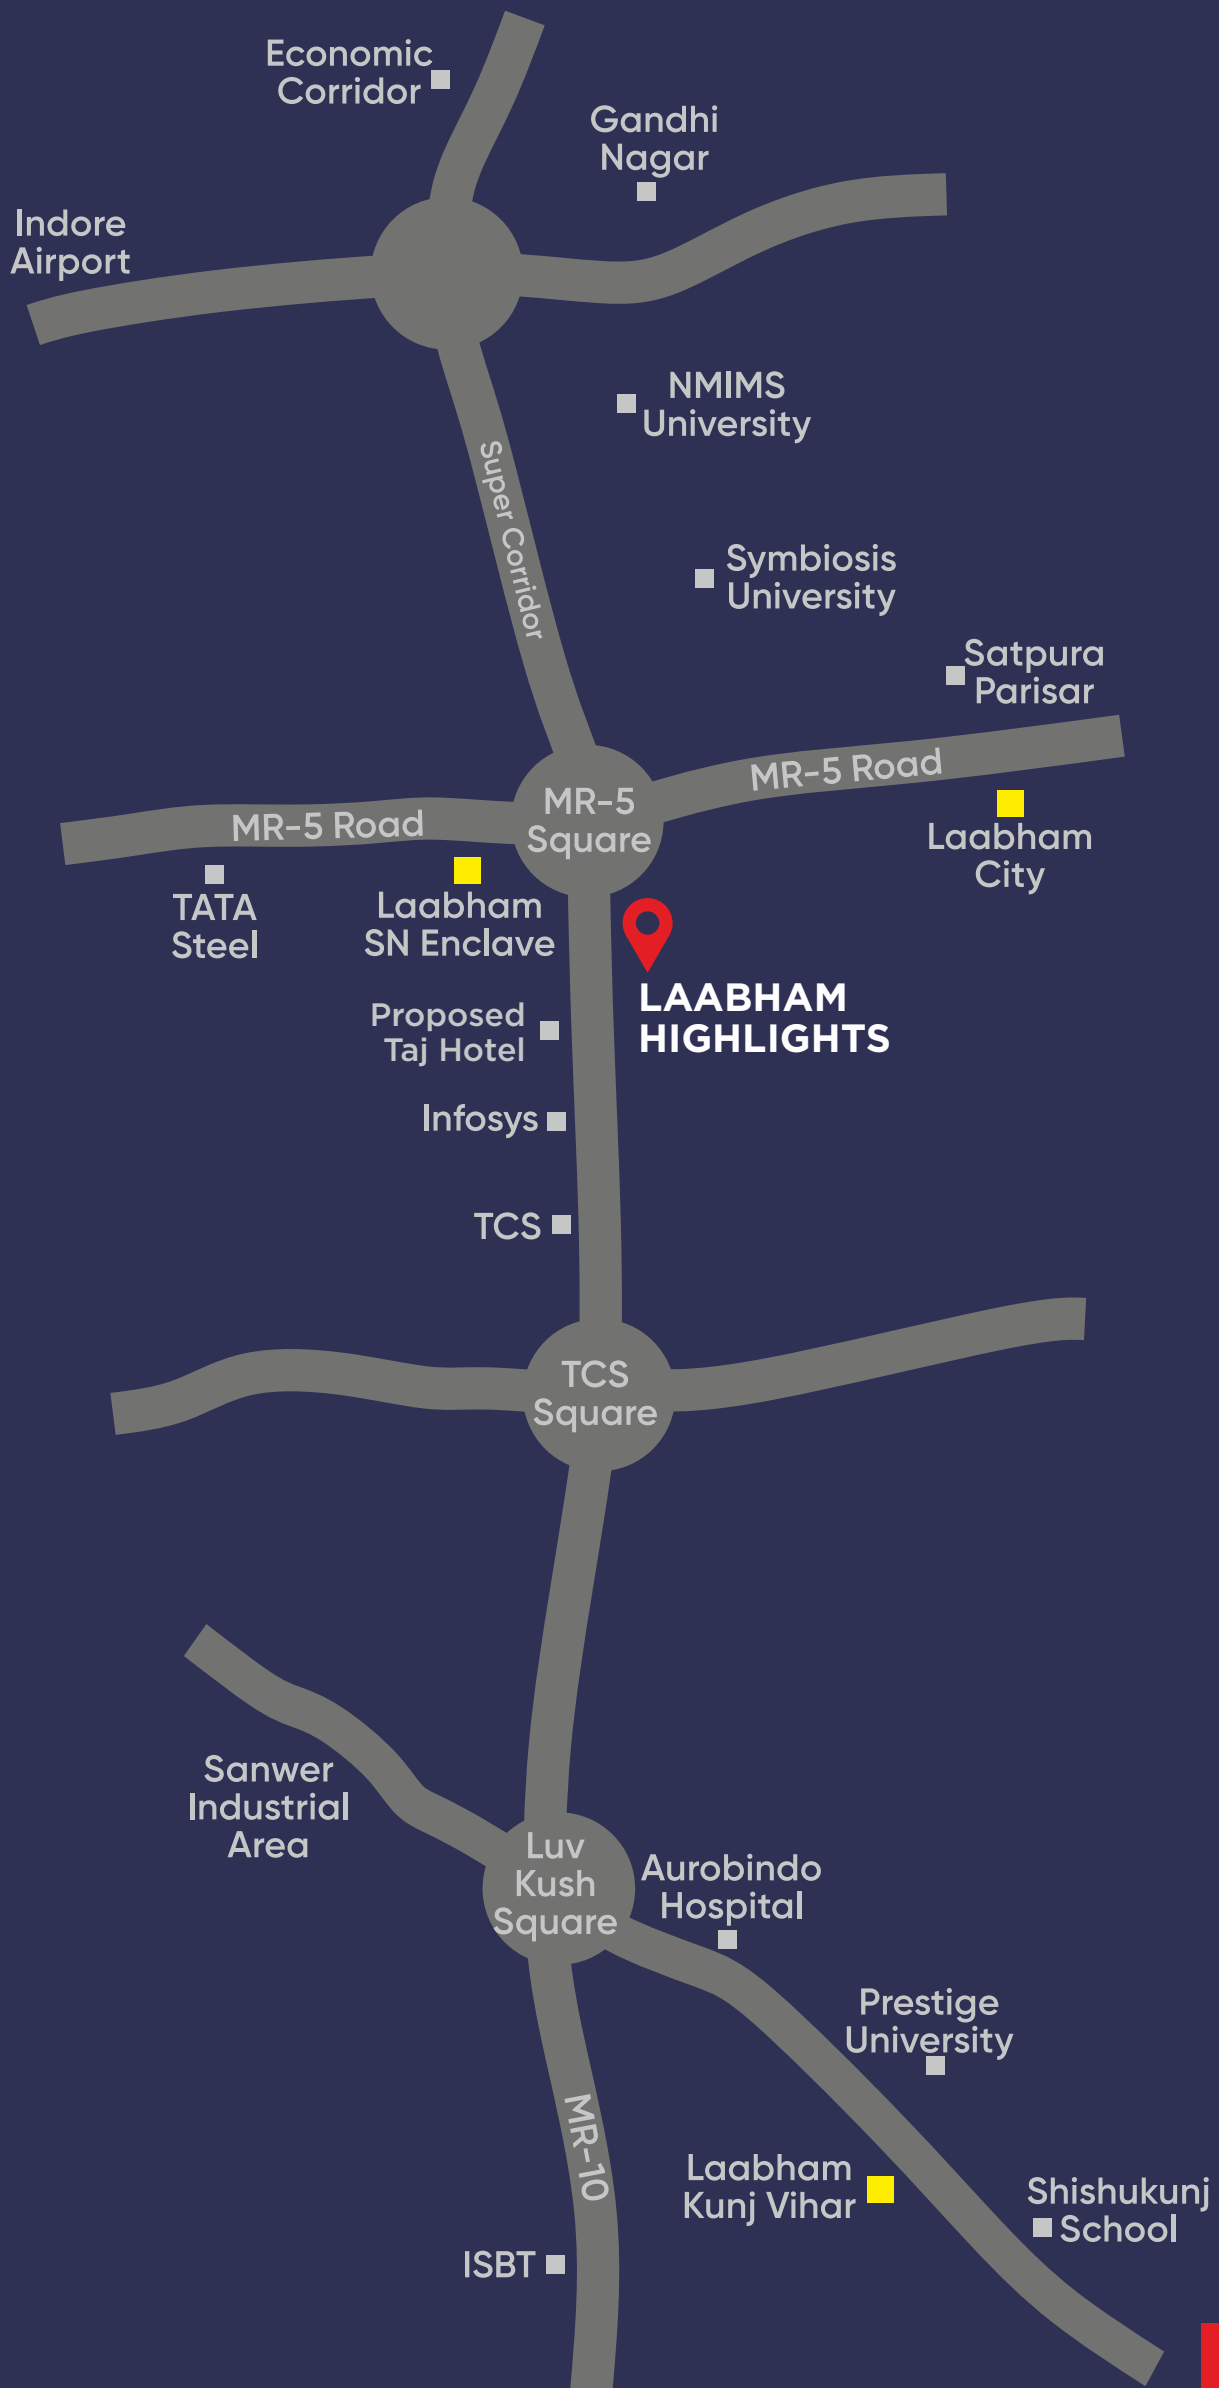 Economic
Corridor
Gandhi
Nagar
Indore
Airport
NMIMS
University
Super Corridor
Symbiosis
University
Satpura
Parisar
MR-5 Road
MR-5
Square
MR-5 Road
Laabham
City
TATA
Steel
Laabham
SN Enclave
LAABHAM
HIGHLIGHTS
Proposed
Taj Hotel
Infosys
TCS
TCS
Square
Sanwer
Industrial
Area
Luv
Kush
Square
Aurobindo
Hospital
Prestige
University
MR-10
Laabham
Kunj Vihar
Shishukunj
School
ISBT